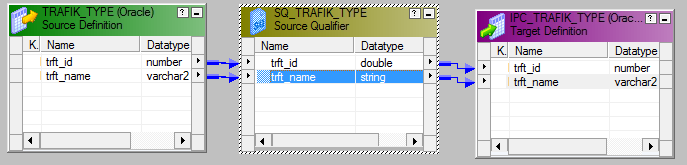 TRAFIK_TYPE (Oracle)
Source Definition
K. Name Datatype
trft_id number
trft_name varchar2
SQ_TRAFIK_TYPE
Source Qualifier
Name Datatype
trft_id double
trft_name string
IPC_TRAFIK_TYPE (Orac...
Target Definition
K. Name Datatype
trft_id number
trft_name varchar2